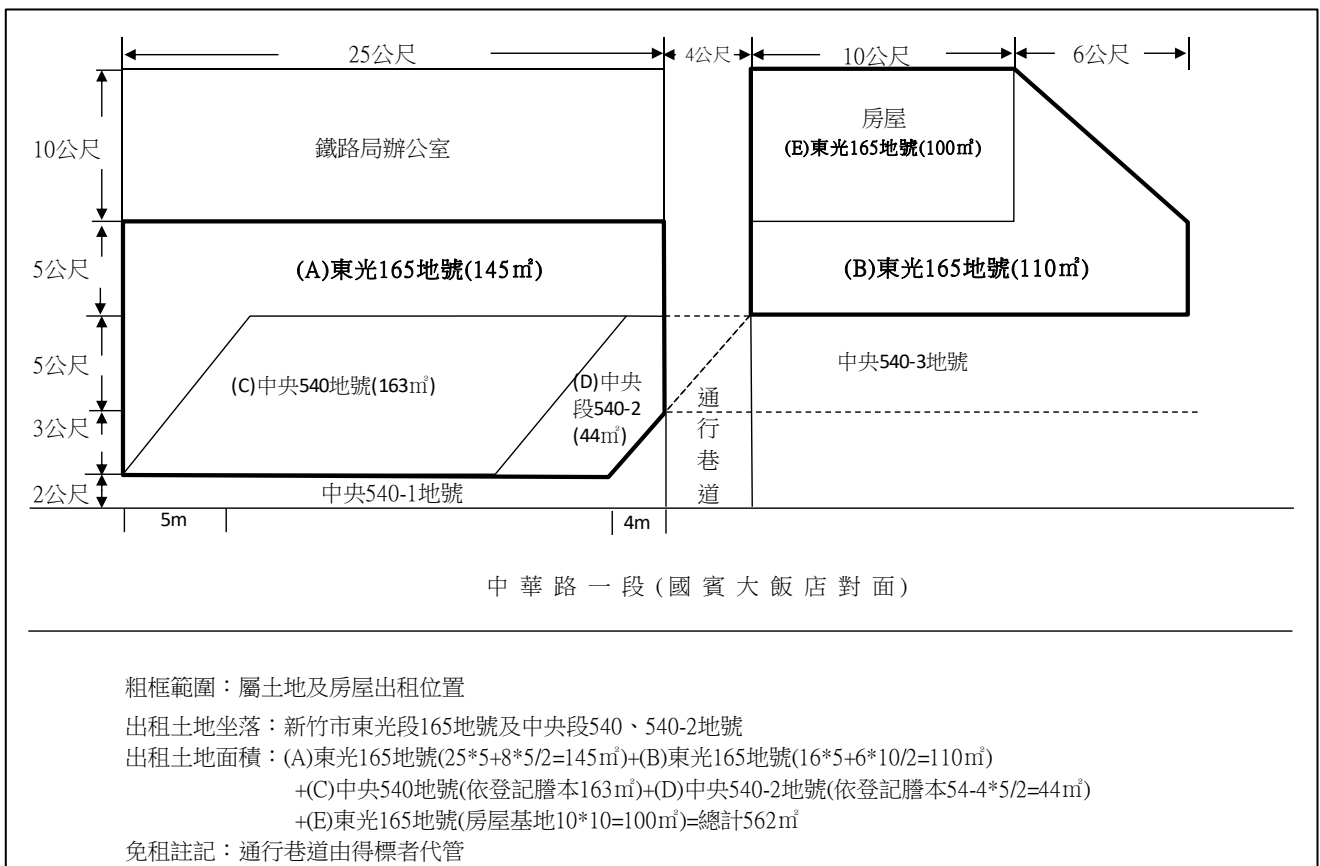 25公尺
4公尺
10公尺
6公尺
10公尺
鐵路局辦公室
房屋
(E)東光165地號(100㎡)
5公尺
(A)東光165地號(145㎡)
(B)東光165地號(110㎡)
5公尺
(C)中央540地號(163㎡)
(D)中央
段540-2
(44㎡)
中央540-3地號
通
行
巷
道
3公尺
2公尺
中央540-1地號
5m
4m
中華路一段(國賓大飯店對面)
粗框範圍：屬土地及房屋出租位置
出租土地坐落：新竹市東光段165地號及中央段540、540-2地號
出租土地面積：(A)東光165地號(25*5+8*5/2=145㎡)+(B)東光165地號(16*5+6*10/2=110㎡)
+(C)中央540地號(依登記謄本163㎡)+(D)中央540-2地號(依登記謄本54-4*5/2=44㎡)
+(E)東光165地號(房屋基地10*10=100㎡)=總計562㎡
免租註記：通行巷道由得標者代管